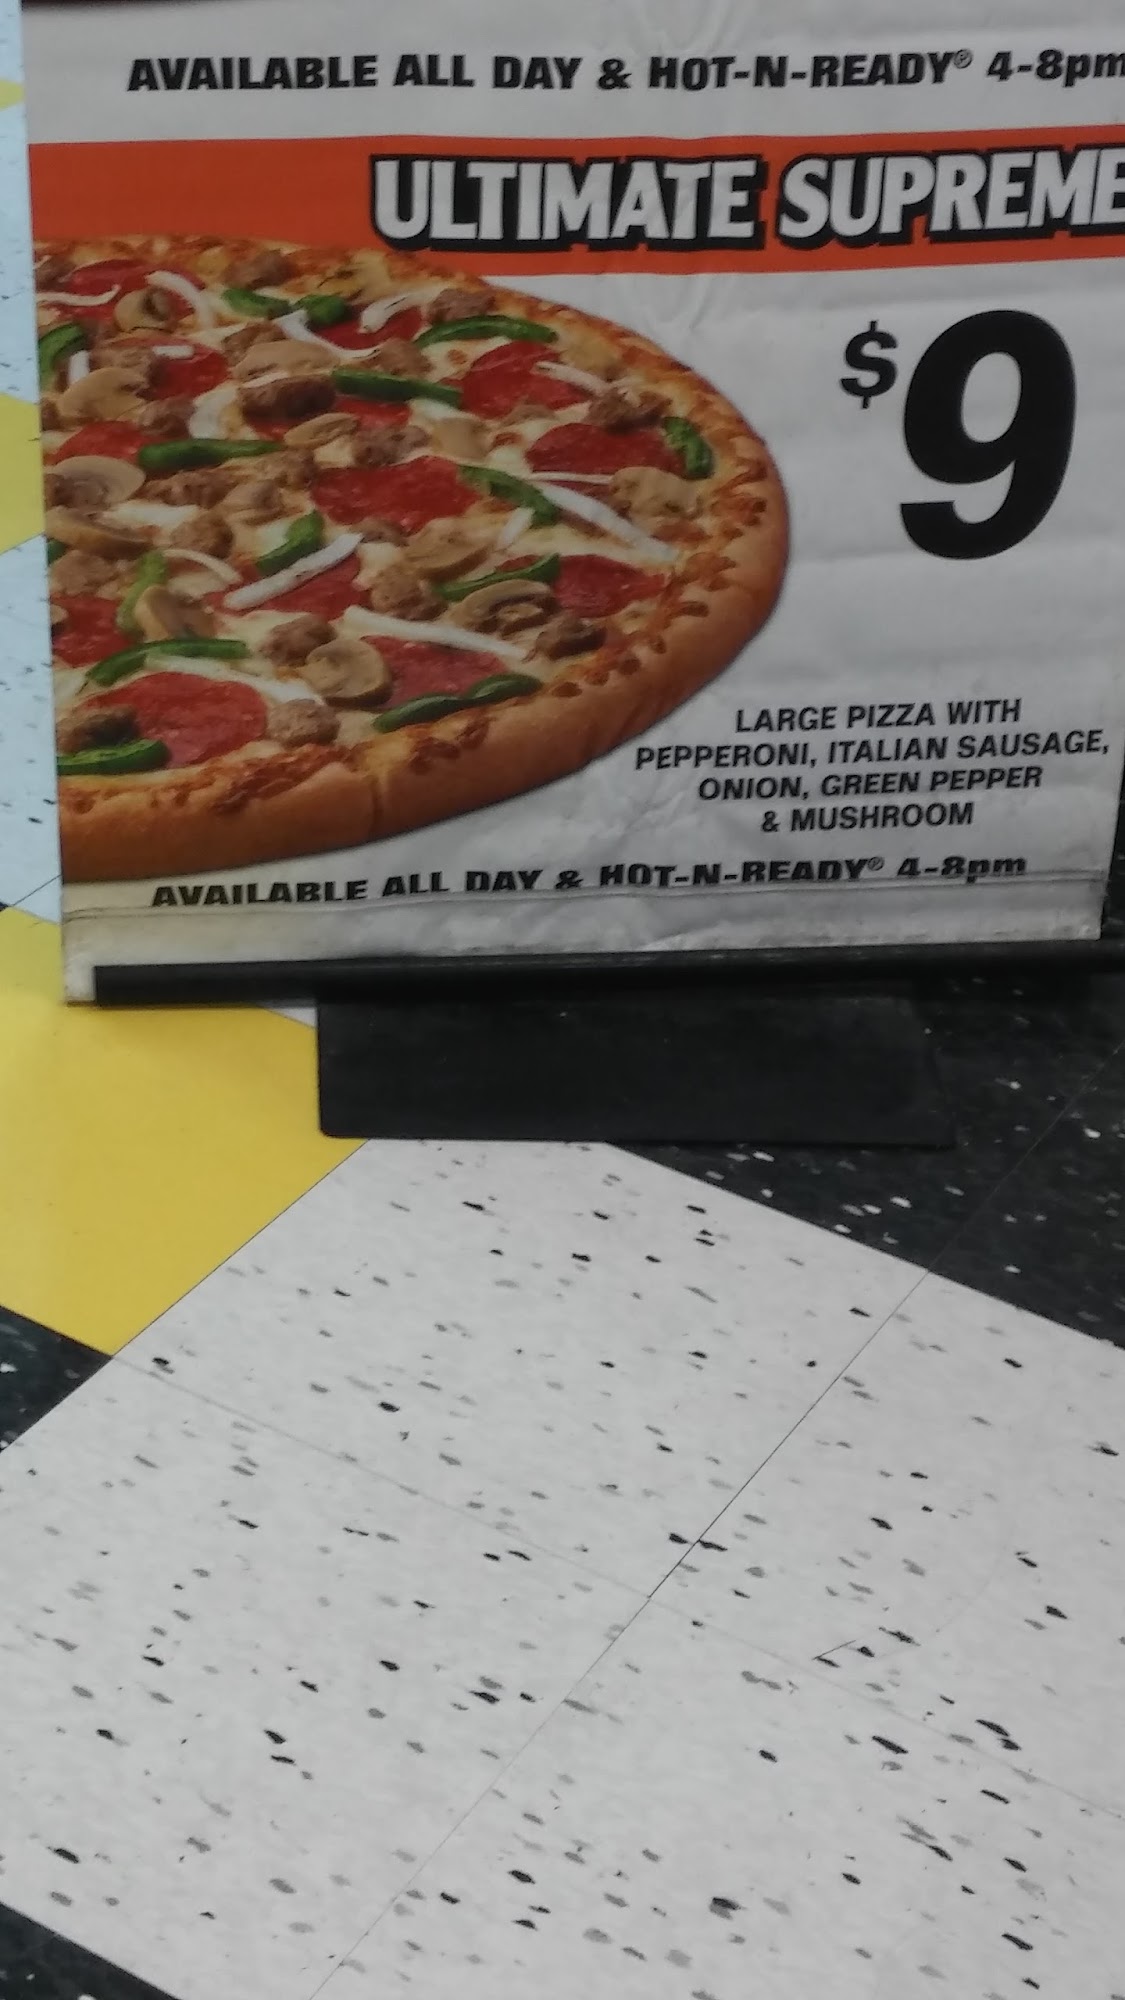 AVAILABLE ALL DAY & HOT-N-READY® 4-8pm
ULTIMATE SUPREME
$9
LARGE PIZZA WITH
PEPPERONI, ITALIAN SAUSAGE,
ONION, GREEN PEPPER
& MUSHROOM
AVAILABLE ALL DAY & HOT-N-READY® 4-8pm